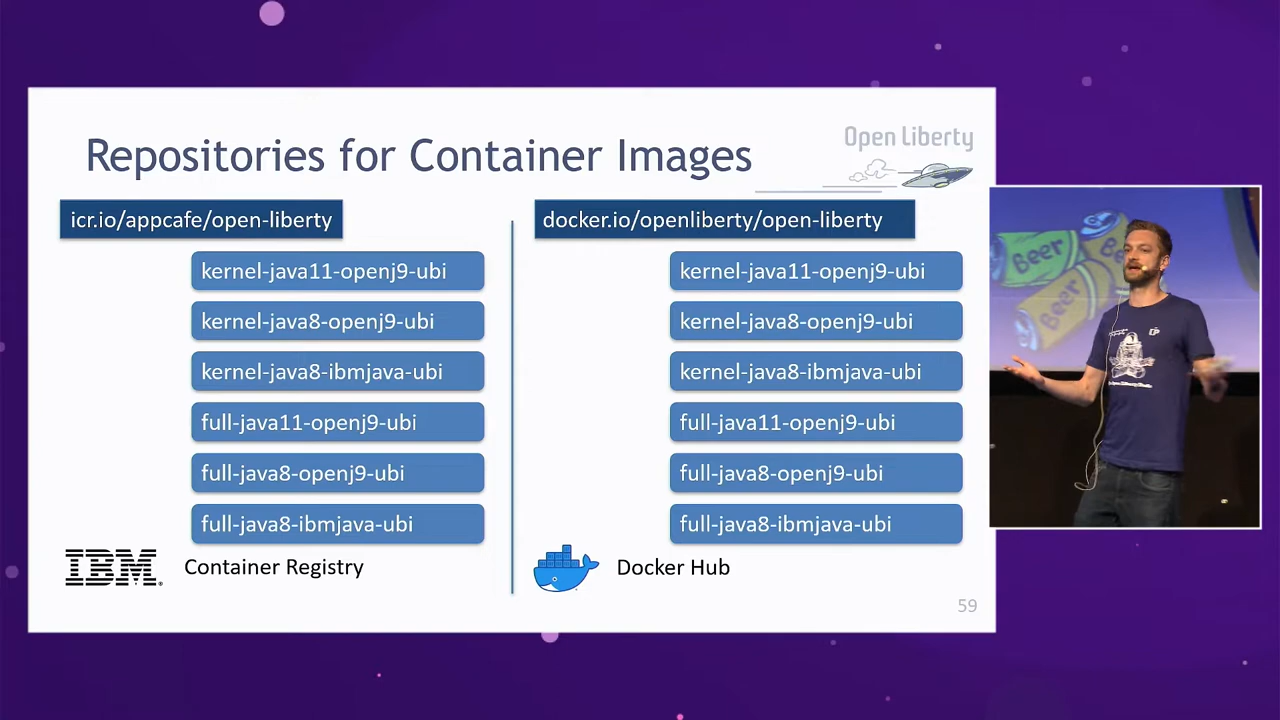 Repositories for Container Images
Open Liberty
icr.io/appcafe/open-liberty
kernel-java11-openj9-ubi
kernel-java8-openj9-ubi
kernel-java8-ibmjava-ubi
full-java11-openj9-ubi
full-java8-openj9-ubi
full-java8-ibmjava-ubi
IBM
Container Registry
docker.io/openliberty/open-liberty
kernel-java11-openj9-ubi
kernel-java8-openj9-ubi
kernel-java8-ibmjava-ubi
full-java11-openj9-ubi
full-java8-openj9-ubi
full-java8-ibmjava-ubi
Docker Hub
59
Beer
Beer
Be